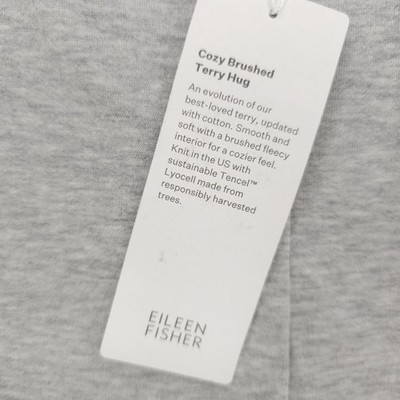 Cozy Brushed
Terry Hug
An evolution of our
best-loved terry, updated
with cotton. Smooth and
soft with a brushed fleecy
interior for a cozier feel.
Knit in the US with
sustainable Tencel™
Lyocell made from
responsibly harvested
trees.
EILEEN
FISHER